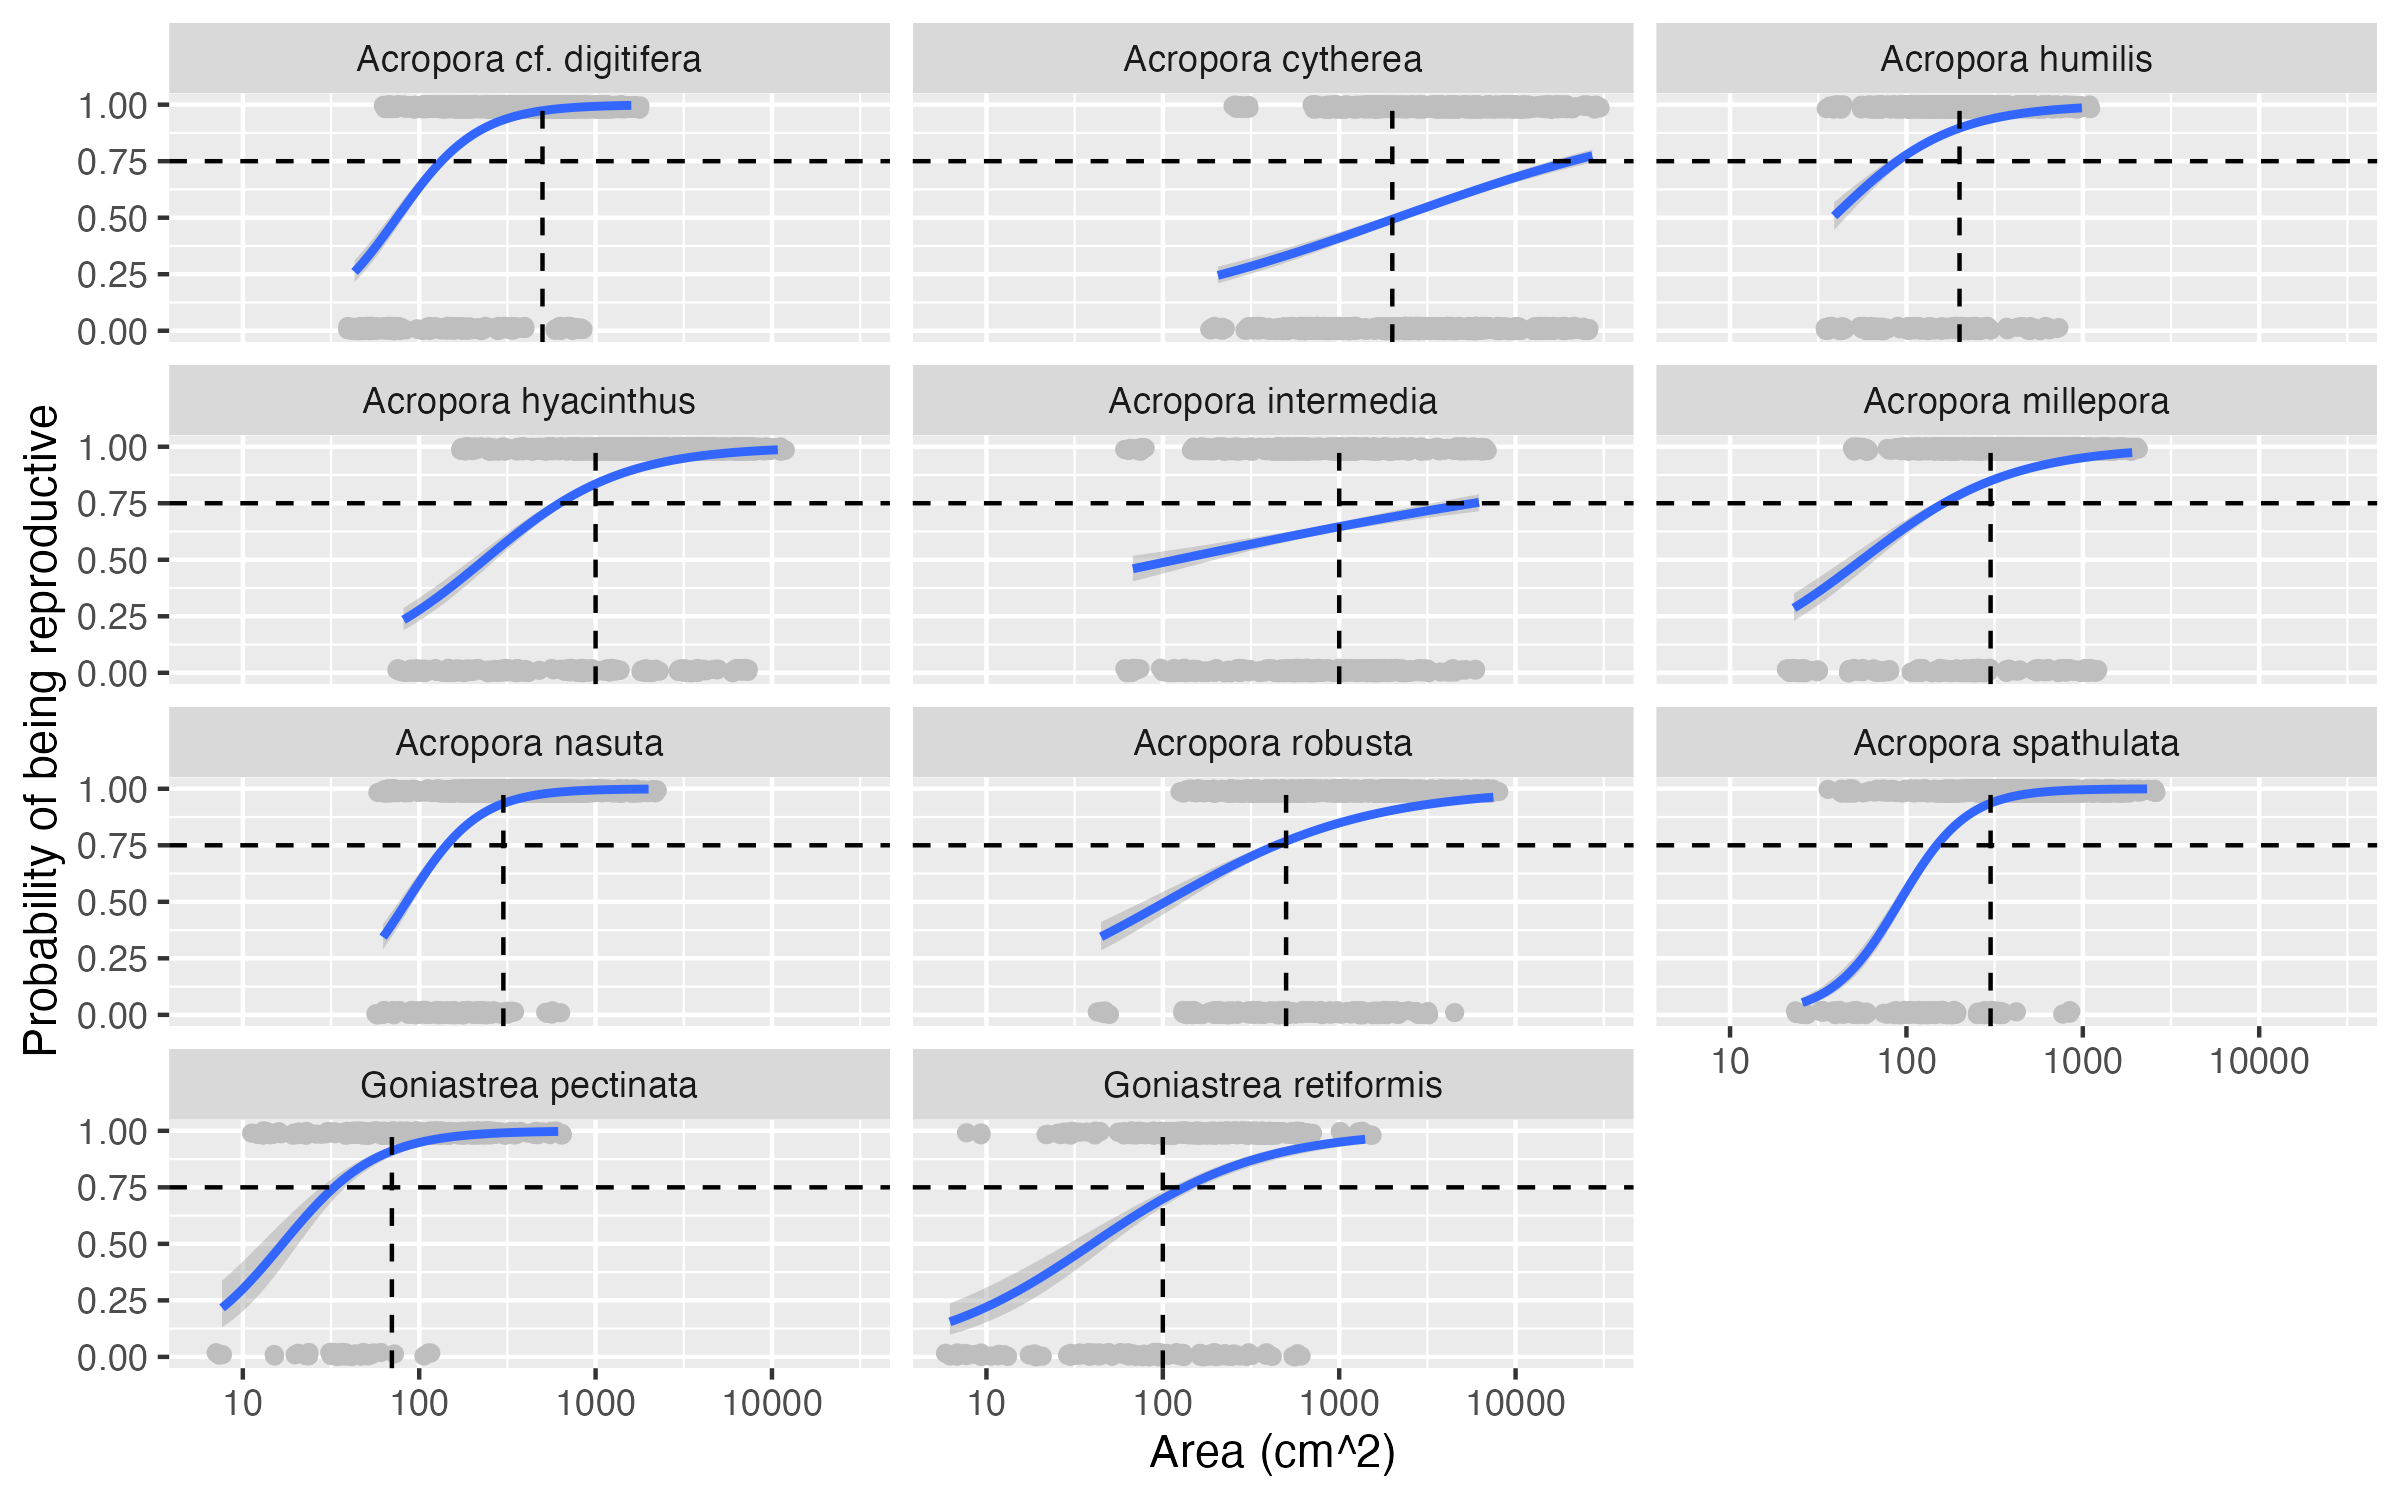 Acropora cf. digitifera
Acropora cytherea
Acropora humilis
1.00
0.75
0.50
0.25
0.00
Acropora hyacinthus
Acropora intermedia
Acropora millepora
1.00
0.75
0.50
0.25
0.00
Probability of being reproductive
Acropora nasuta
Acropora robusta
Acropora spathulata
1.00
0.75
0.50
0.25
0.00
10 100 1000 10000
Goniastrea pectinata
Goniastrea retiformis
1.00
0.75
0.50
0.25
0.00
10 100 1000 10000
10 100 1000 10000
Area (cm^2)